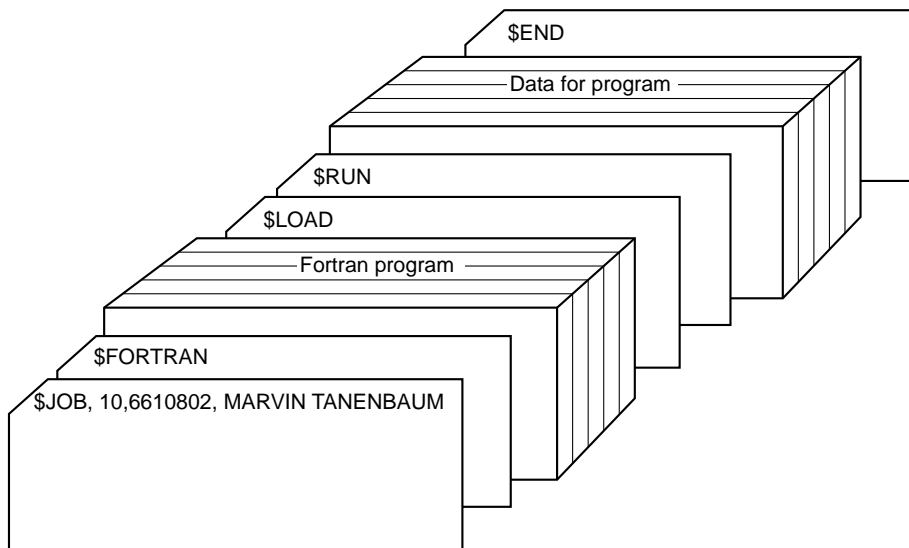 $END
Data for program
$RUN
$LOAD
Fortran program
$FORTRAN
$JOB, 10,6610802, MARVIN TANENBAUM